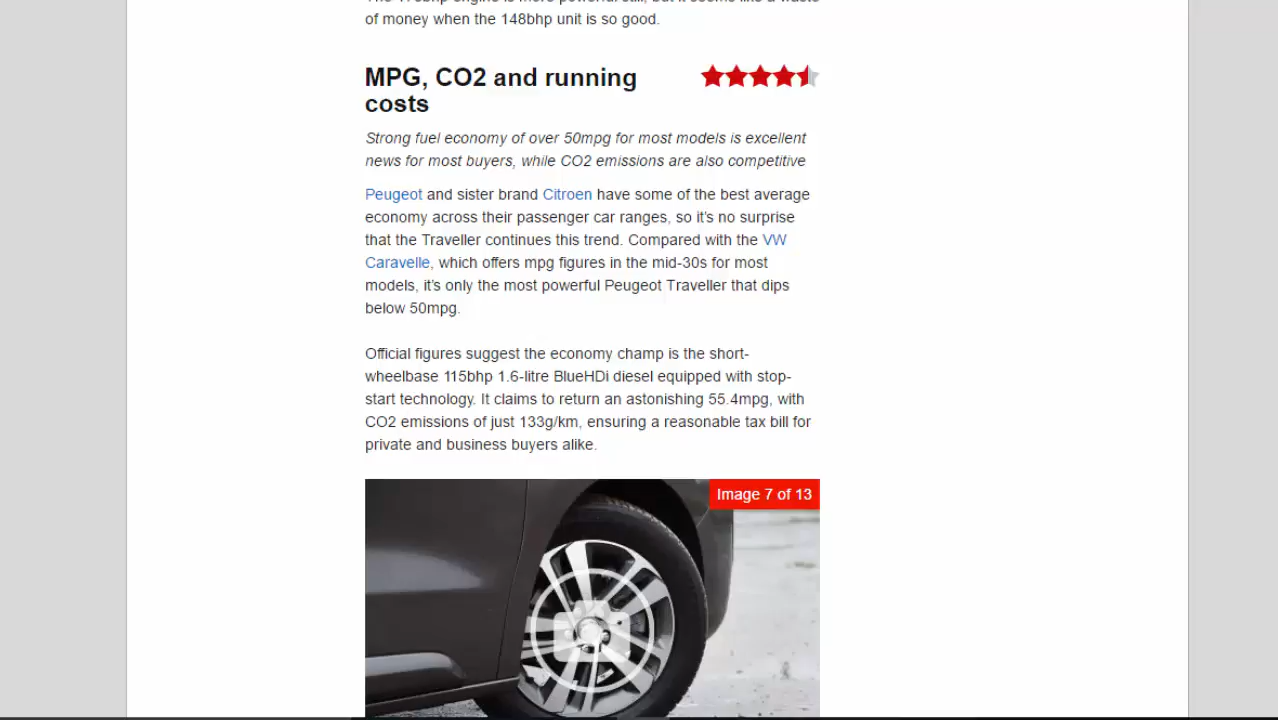 of money when the 148bhp unit is so good.
MPG, CO2 and running
costs
Strong fuel economy of over 50mpg for most models is excellent
news for most buyers, while CO2 emissions are also competitive
Peugeot and sister brand Citroen have some of the best average
economy across their passenger car ranges, so it's no surprise
that the Traveller continues this trend. Compared with the VW
Caravelle, which offers mpg figures in the mid-30s for most
models, it's only the most powerful Peugeot Traveller that dips
below 50mpg.
Official figures suggest the economy champ is the short-
wheelbase 115bhp 1.6-litre BlueHDi diesel equipped with stop-
start technology. It claims to return an astonishing 55.4mpg, with
CO2 emissions of just 133g/km, ensuring a reasonable tax bill for
private and business buyers alike.
Image 7 of 13